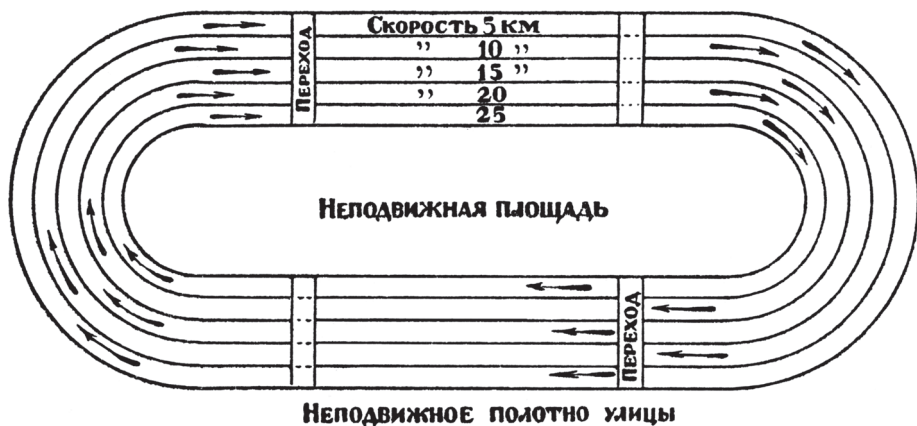 Скорость 5 км
„ 10 „
„ 15 „
„ 20
25
Переход
Неподвижная площадь
Переход
Неподвижное полотно улицы